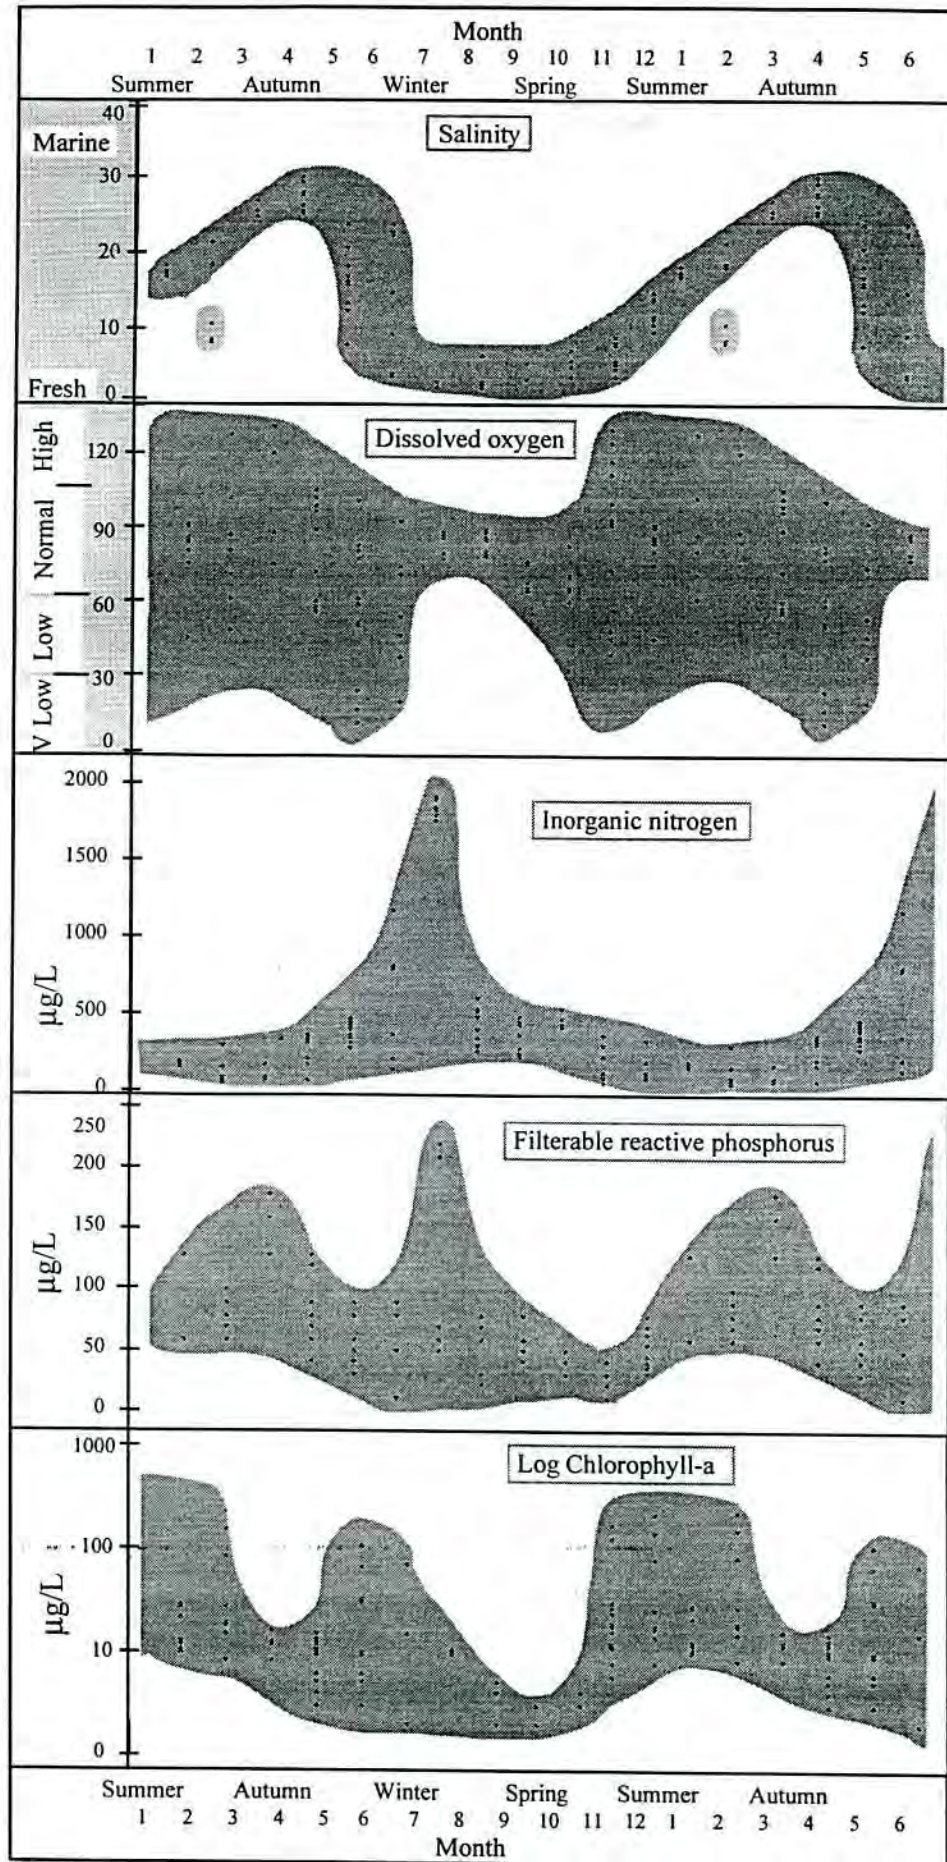 Month
1 2 3 4 5 6 7 8 9 10 11 12 1 2 3 4 5 6
Summer Autumn Winter Spring Summer Autumn
Salinity
40
Marine
30
20
10
Fresh
0
Dissolved oxygen
High
Normal
Low
V Low
120
90
60
30
0
Inorganic nitrogen
µg/L
2000
1500
1000
500
0
Filterable reactive phosphorus
µg/L
250
200
150
100
50
0
Log Chlorophyll-a
µg/L
1000
100
10
0
Summer Autumn Winter Spring Summer Autumn
1 2 3 4 5 6 7 8 9 10 11 12 1 2 3 4 5 6
Month